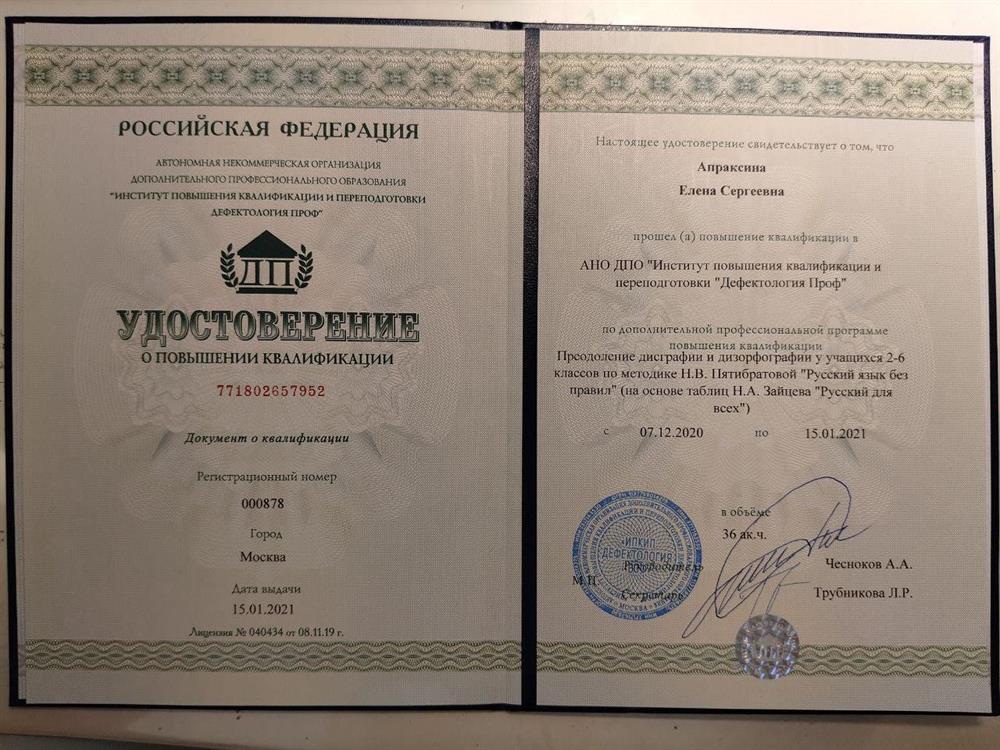 РОССИЙСКАЯ ФЕДЕРАЦИЯ
АВТОНОМНАЯ НЕКОММЕРЧЕСКАЯ ОРГАНИЗАЦИЯ
ДОПОЛНИТЕЛЬНОГО ПРОФЕССИОНАЛЬНОГО ОБРАЗОВАНИЯ
"ИНСТИТУТ ПОВЫШЕНИЯ КВАЛИФИКАЦИИ И ПЕРЕПОДГОТОВКИ
ДЕФЕКТОЛОГИЯ ПРОФ"
ДП
УДОСТОВЕРЕНИЕ
О ПОВЫШЕНИИ КВАЛИФИКАЦИИ
771802657952
Документ о квалификации
Регистрационный номер
000878
Город
Москва
Дата выдачи
15.01.2021
Лицензия № 040434 от 08.11.19 г.
Настоящее удостоверение свидетельствует о том, что
Апраксина
Елена Сергеевна
прошел (а) повышение квалификации в
АНО ДПО "Институт повышения квалификации и
переподготовки "Дефектология Проф"
по дополнительной профессиональной программе
повышения квалификации
Преодоление дисграфии и дизорфографии у учащихся 2-6
классов по методике Н.В. Пятибратовой "Русский язык без
правил" (на основе таблиц Н.А. Зайцева "Русский для
всех")
с 07.12.2020 по 15.01.2021
в объёме
36 ак.ч.
«ИПКИП
ДЕФЕКТОЛОГИЯ
Руководитель
Чесноков А.А.
М.П.
Секретарь
Трубникова Л.Р.
МОСКВА